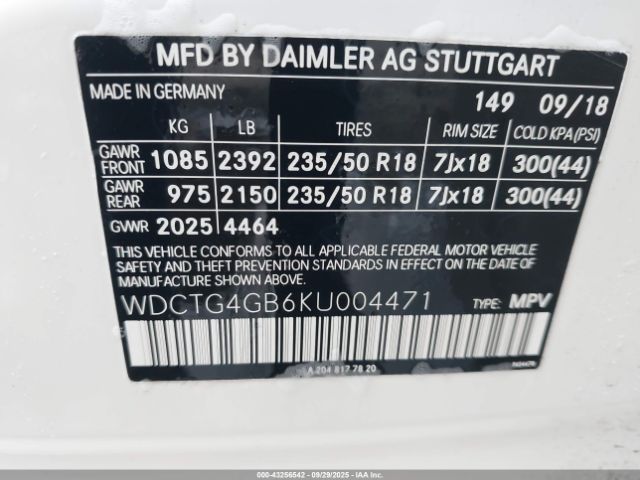 MFD BY DAIMLER AG STUTTGART
MADE IN GERMANY 149 09/18
KG LB TIRES RIM SIZE COLD KPA(PSI)
GAWR FRONT 1085 2392 235/50 R18 7Jx18 300(44)
GAWR REAR 975 2150 235/50 R18 7Jx18 300(44)
GVWR 2025 4464
THIS VEHICLE CONFORMS TO ALL APPLICABLE FEDERAL MOTOR VEHICLE
SAFETY AND THEFT PREVENTION STANDARDS IN EFFECT ON THE DATE OF
MANUFACTURE SHOWN ABOVE.
WDCTG4GB6KU004471 TYPE: MPV
A 204 817 78 20
000-43256542 - 09/29/2025 - IAAI.COM